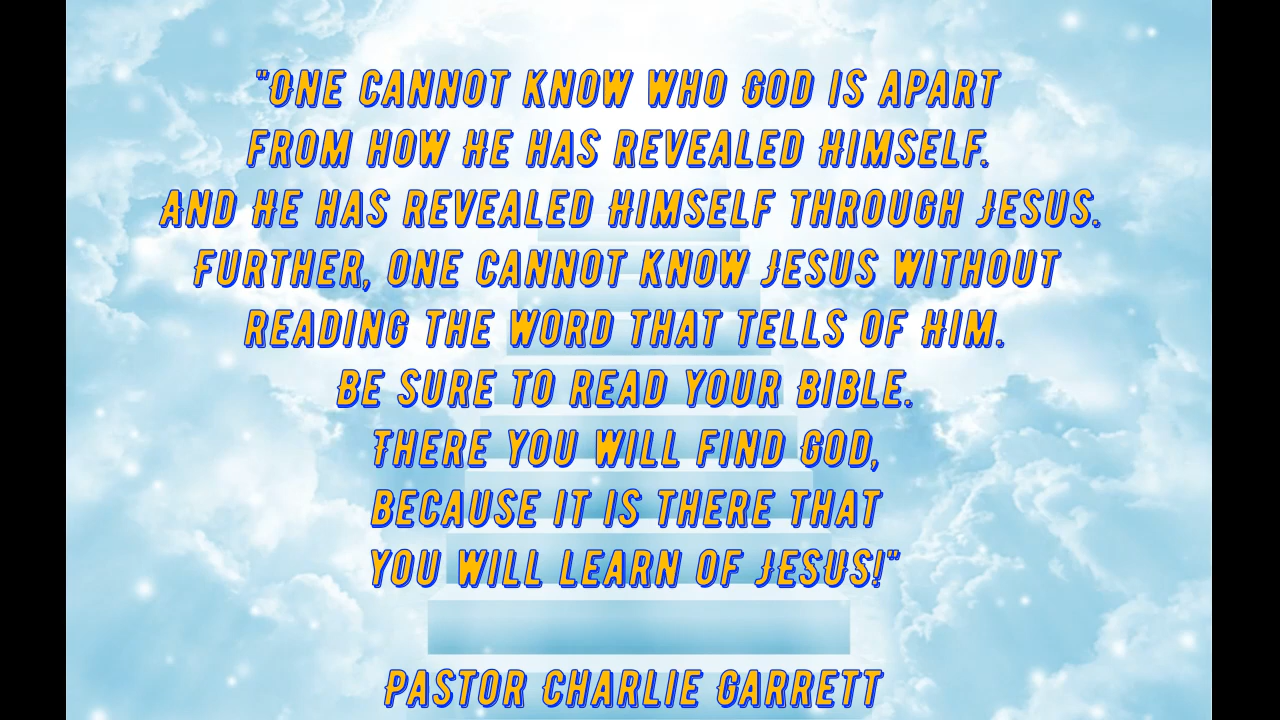 "One cannot know who God is apart
from how He has revealed Himself.
And He has revealed Himself through Jesus.
Further, one cannot know Jesus without
reading the word that tells of Him.
Be sure to read your Bible.
There you will find God,
because it is there that
you will learn of Jesus!"
Pastor Charlie Garrett